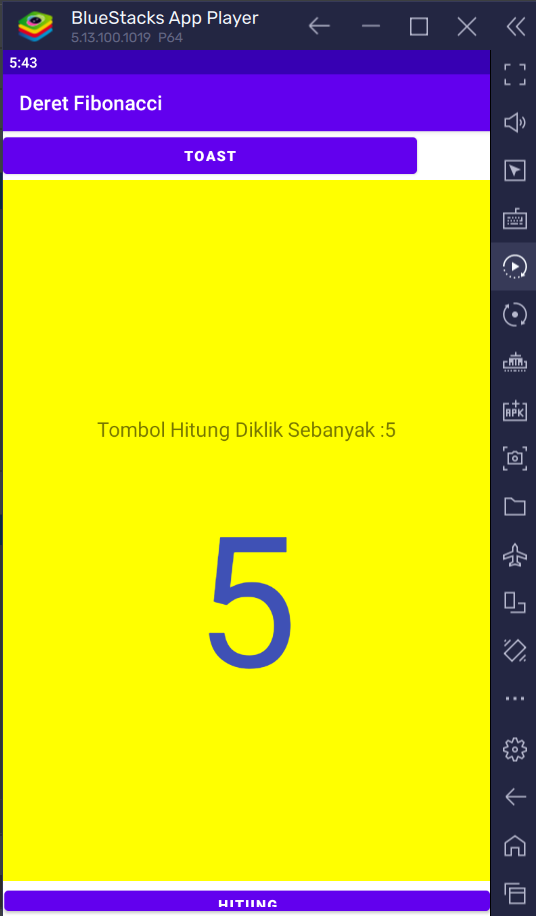 BlueStacks App Player
5.13.100.1019 P64
5:43
Deret Fibonacci
TOAST
Tombol Hitung Diklik Sebanyak :5
5
HITUNG
APK